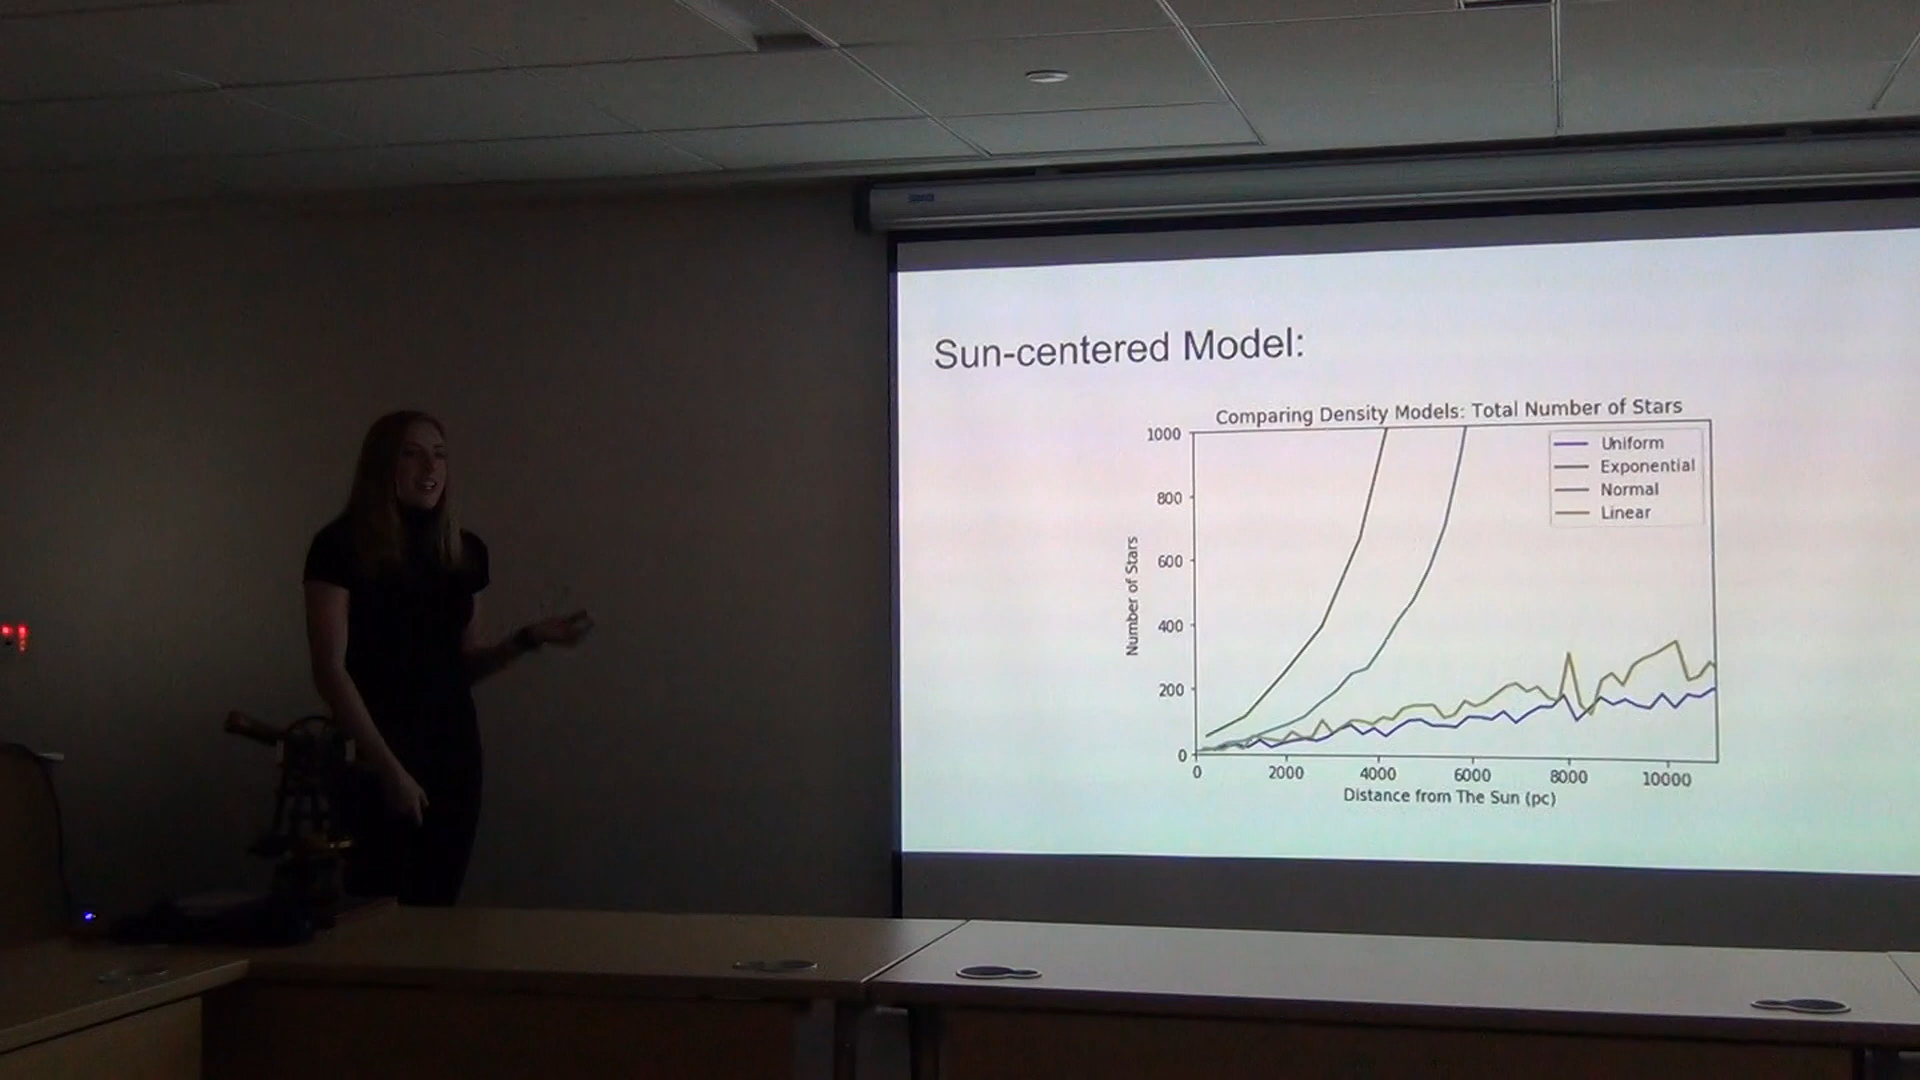 Sun-centered Model:
Comparing Density Models: Total Number of Stars
Uniform
Exponential
Normal
Linear
Number of Stars
1000
800
600
400
200
0
0 2000 4000 6000 8000 10000
Distance from The Sun (pc)